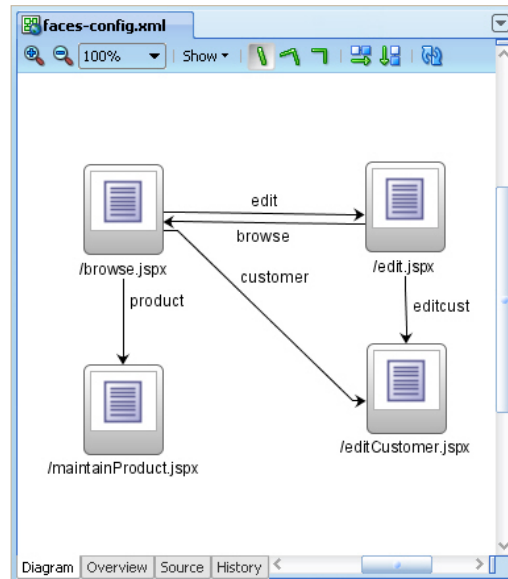 faces-config.xml
100% Show
edit
browse
/browse.jspx
/edit.jspx
customer
product
editcust
/maintainProduct.jspx
/editCustomer.jspx
Diagram Overview Source History